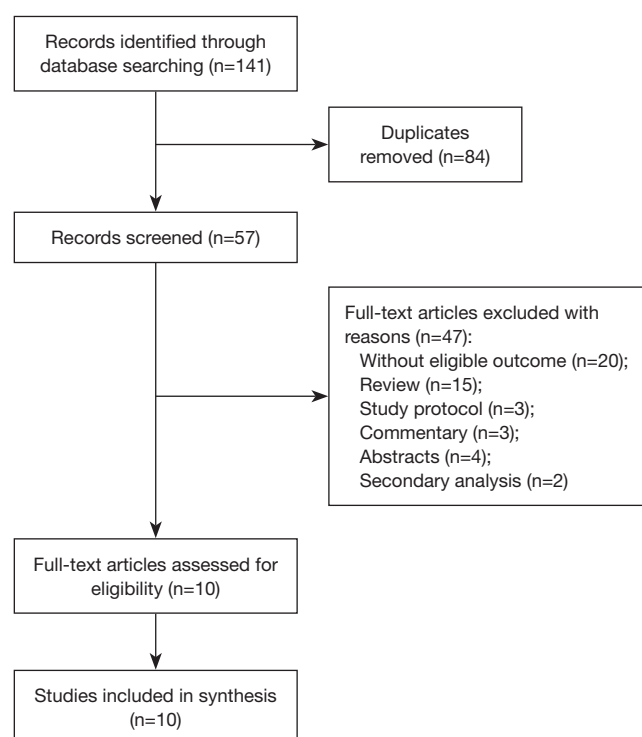 Records identified through
database searching (n=141)
Duplicates
removed (n=84)
Records screened (n=57)
Full-text articles excluded with
reasons (n=47):
Without eligible outcome (n=20);
Review (n=15);
Study protocol (n=3);
Commentary (n=3);
Abstracts (n=4);
Secondary analysis (n=2)
Full-text articles assessed for
eligibility (n=10)
Studies included in synthesis
(n=10)